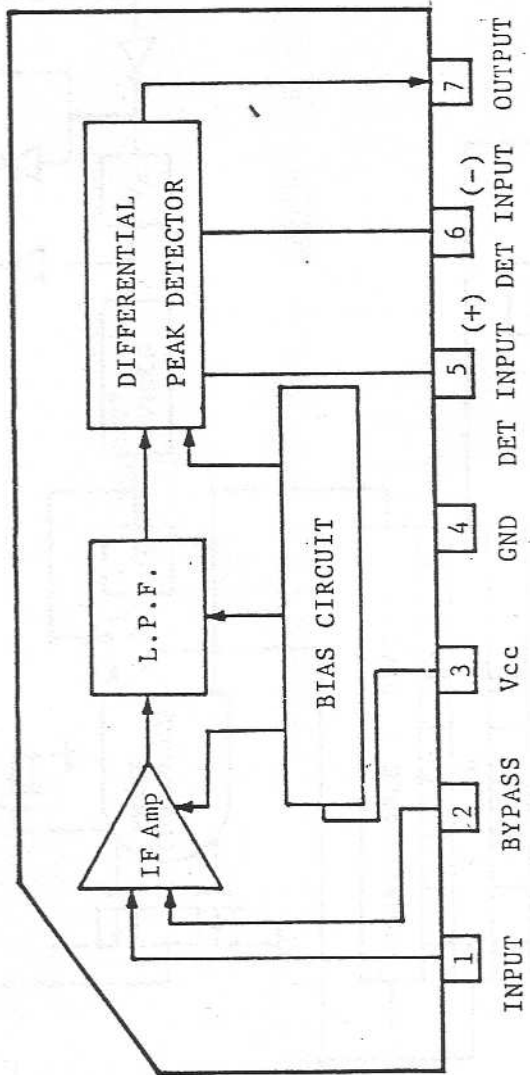 IF Amp
L.P.F.
DIFFERENTIAL
PEAK DETECTOR
BIAS CIRCUIT
1
2
3
4
5
(+)
6
(-)
7
INPUT
BYPASS
Vcc
GND
DET INPUT
DET INPUT
OUTPUT